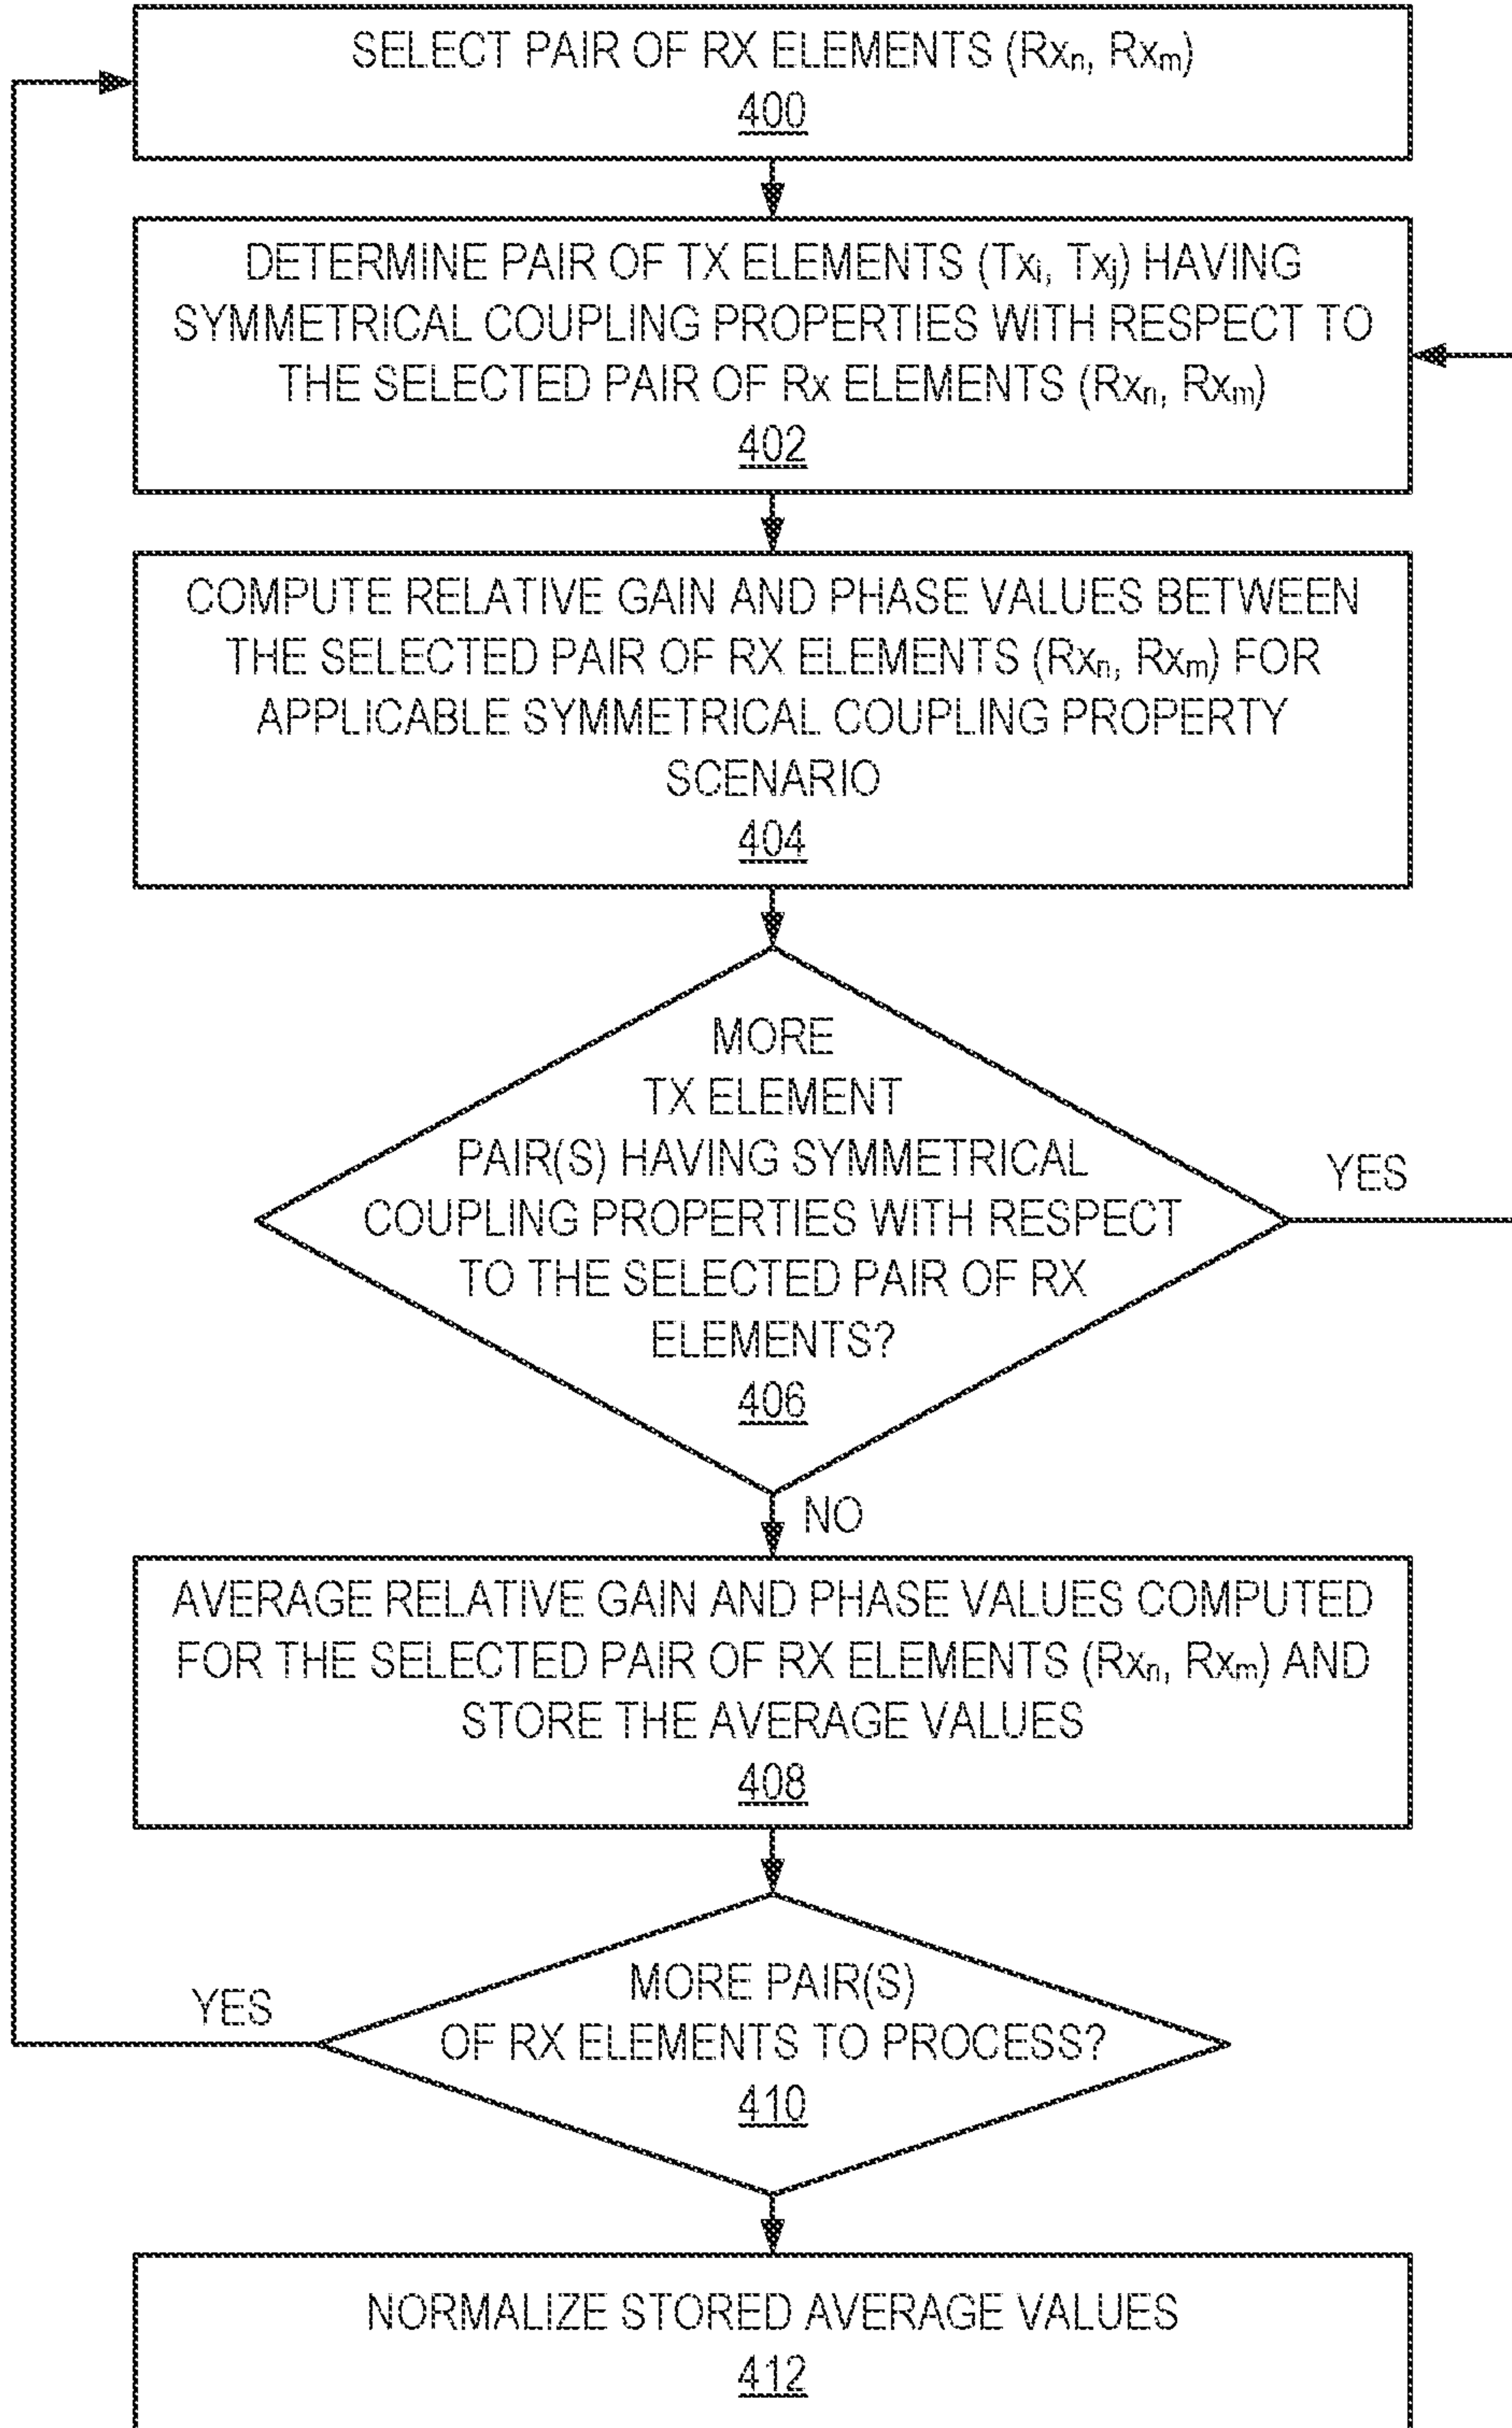 SELECT PAIR OF RX ELEMENTS (Rxn, Rxm)
400
DETERMINE PAIR OF TX ELEMENTS (Txi, Txj) HAVING
SYMMETRICAL COUPLING PROPERTIES WITH RESPECT TO
THE SELECTED PAIR OF Rx ELEMENTS (Rxn, Rxm)
402
COMPUTE RELATIVE GAIN AND PHASE VALUES BETWEEN
THE SELECTED PAIR OF RX ELEMENTS (Rxn, Rxm) FOR
APPLICABLE SYMMETRICAL COUPLING PROPERTY
SCENARIO
404
MORE
TX ELEMENT
PAIR(S) HAVING SYMMETRICAL
COUPLING PROPERTIES WITH RESPECT
TO THE SELECTED PAIR OF RX
ELEMENTS?
406
YES
NO
AVERAGE RELATIVE GAIN AND PHASE VALUES COMPUTED
FOR THE SELECTED PAIR OF RX ELEMENTS (Rxn, Rxm) AND
STORE THE AVERAGE VALUES
408
MORE PAIR(S)
OF RX ELEMENTS TO PROCESS?
410
YES
NORMALIZE STORED AVERAGE VALUES
412